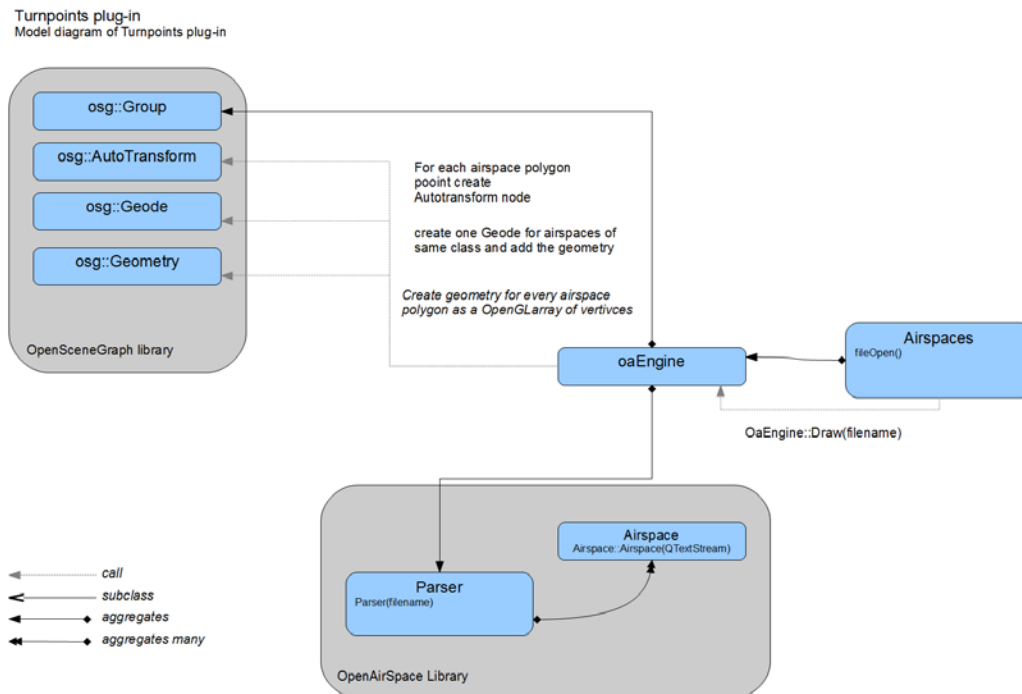 Turnpoints plug-in
Model diagram of Turnpoints plug-in
osg::Group
osg::AutoTransform
osg::Geode
osg::Geometry
OpenSceneGraph library
For each airspace polygon
pooint create
Autotransform node
create one Geode for airspaces of
same class and add the geometry
Create geometry for every airspace
polygon as a OpenGLarray of vertivces
oaEngine
Airspaces
fileOpen()
OaEngine::Draw(filename)
Airspace
Airspace::Airspace(QTextStream)
Parser
Parser(filename)
OpenAirSpace Library
call
subclass
aggregates
aggregates many